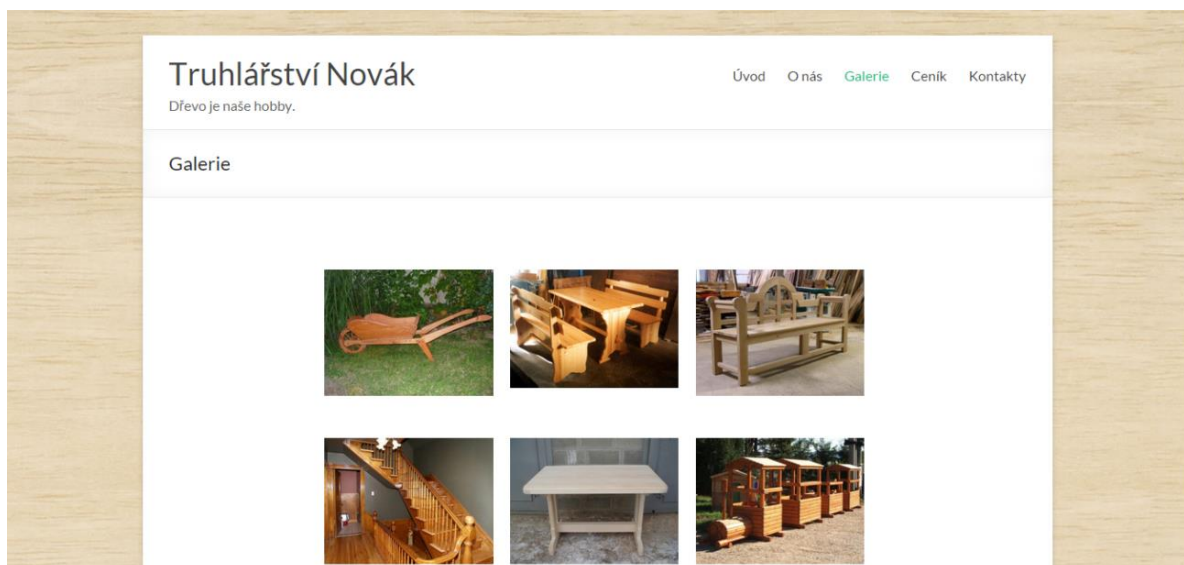 Truhlářství Novák
Dřevo je naše hobby.
Úvod O nás Galerie Ceník Kontakty
Galerie